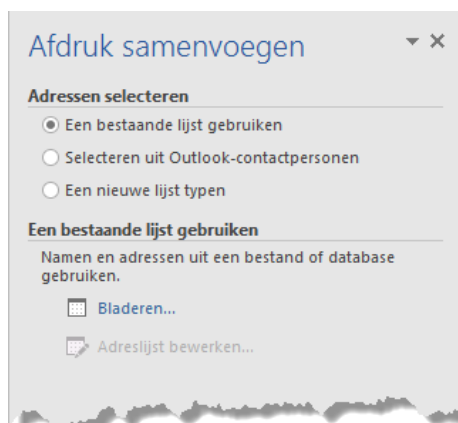 Afdruk samenvoegen
Adressen selecteren
Een bestaande lijst gebruiken
Selecteren uit Outlook-contactpersonen
Een nieuwe lijst typen
Een bestaande lijst gebruiken
Namen en adressen uit een bestand of database
gebruiken.
Bladeren...
Adreslijst bewerken...